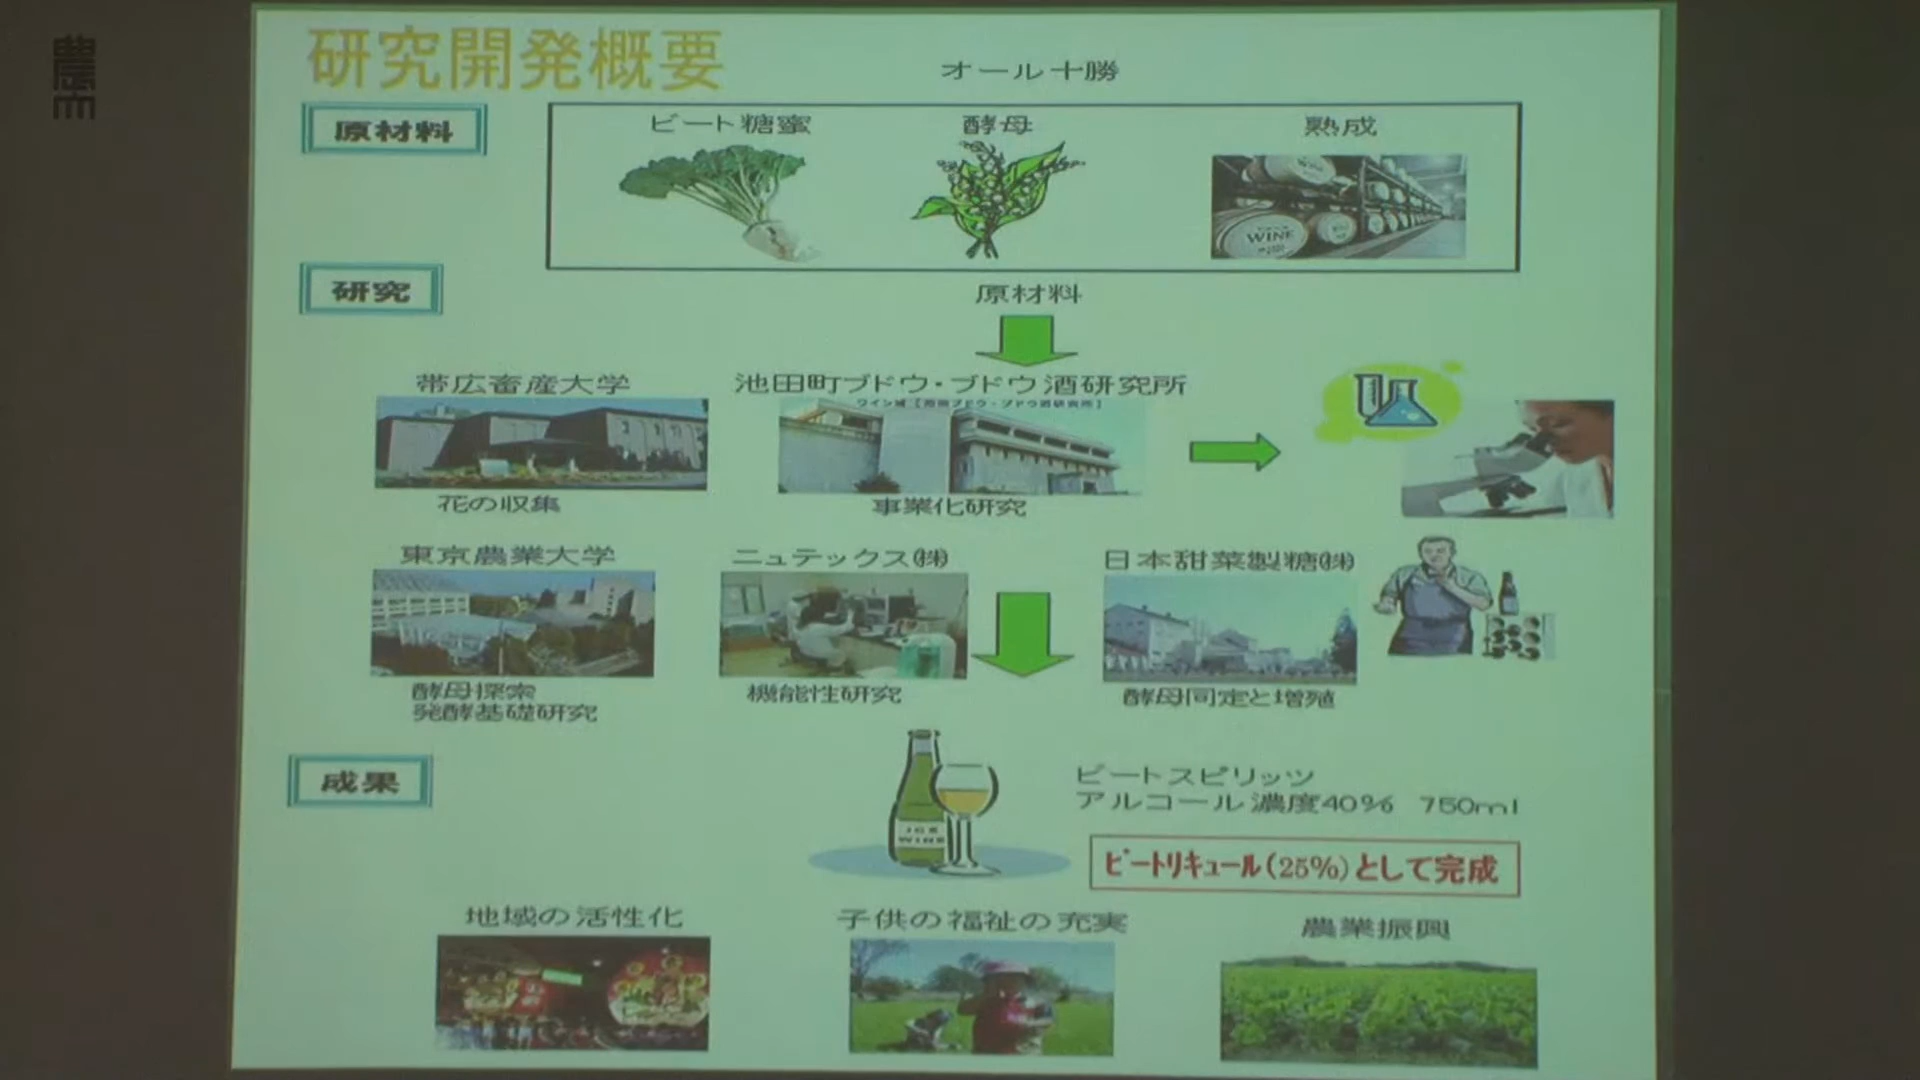 研究開発概要
オール十勝
原材料
ビート糖蜜
酵母
熟成
WINE
研究
原材料
帯広畜産大学
池田町ブドウ・ブドウ酒研究所
花の収集
事業化研究
東京農業大学
ニュテックス㈱
日本甜菜製糖㈱
酵母探索
発酵基礎研究
機能性研究
酵母同定と増殖
成果
ICE
WINE
ビートスピリッツ
アルコール濃度40% 750ml
ビートリキュール(25%)として完成
地域の活性化
子供の福祉の充実
農業振興